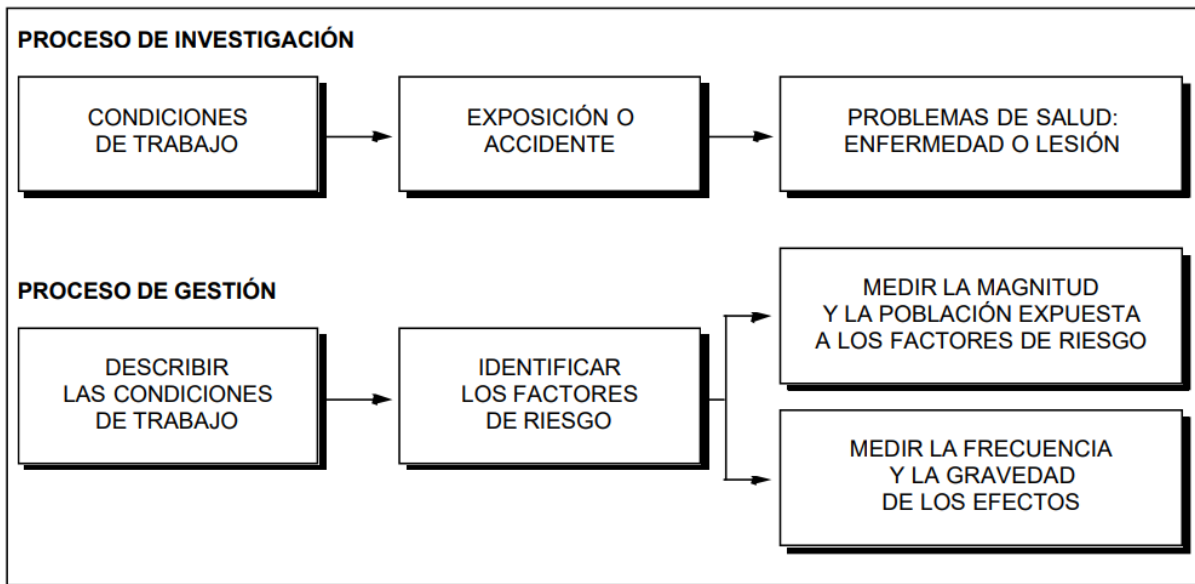 PROCESO DE INVESTIGACIÓN
CONDICIONES
DE TRABAJO
EXPOSICIÓN O
ACCIDENTE
PROBLEMAS DE SALUD:
ENFERMEDAD O LESIÓN
PROCESO DE GESTIÓN
DESCRIBIR
LAS CONDICIONES
DE TRABAJO
IDENTIFICAR
LOS FACTORES
DE RIESGO
MEDIR LA MAGNITUD
Y LA POBLACIÓN EXPUESTA
A LOS FACTORES DE RIESGO
MEDIR LA FRECUENCIA
Y LA GRAVEDAD
DE LOS EFECTOS